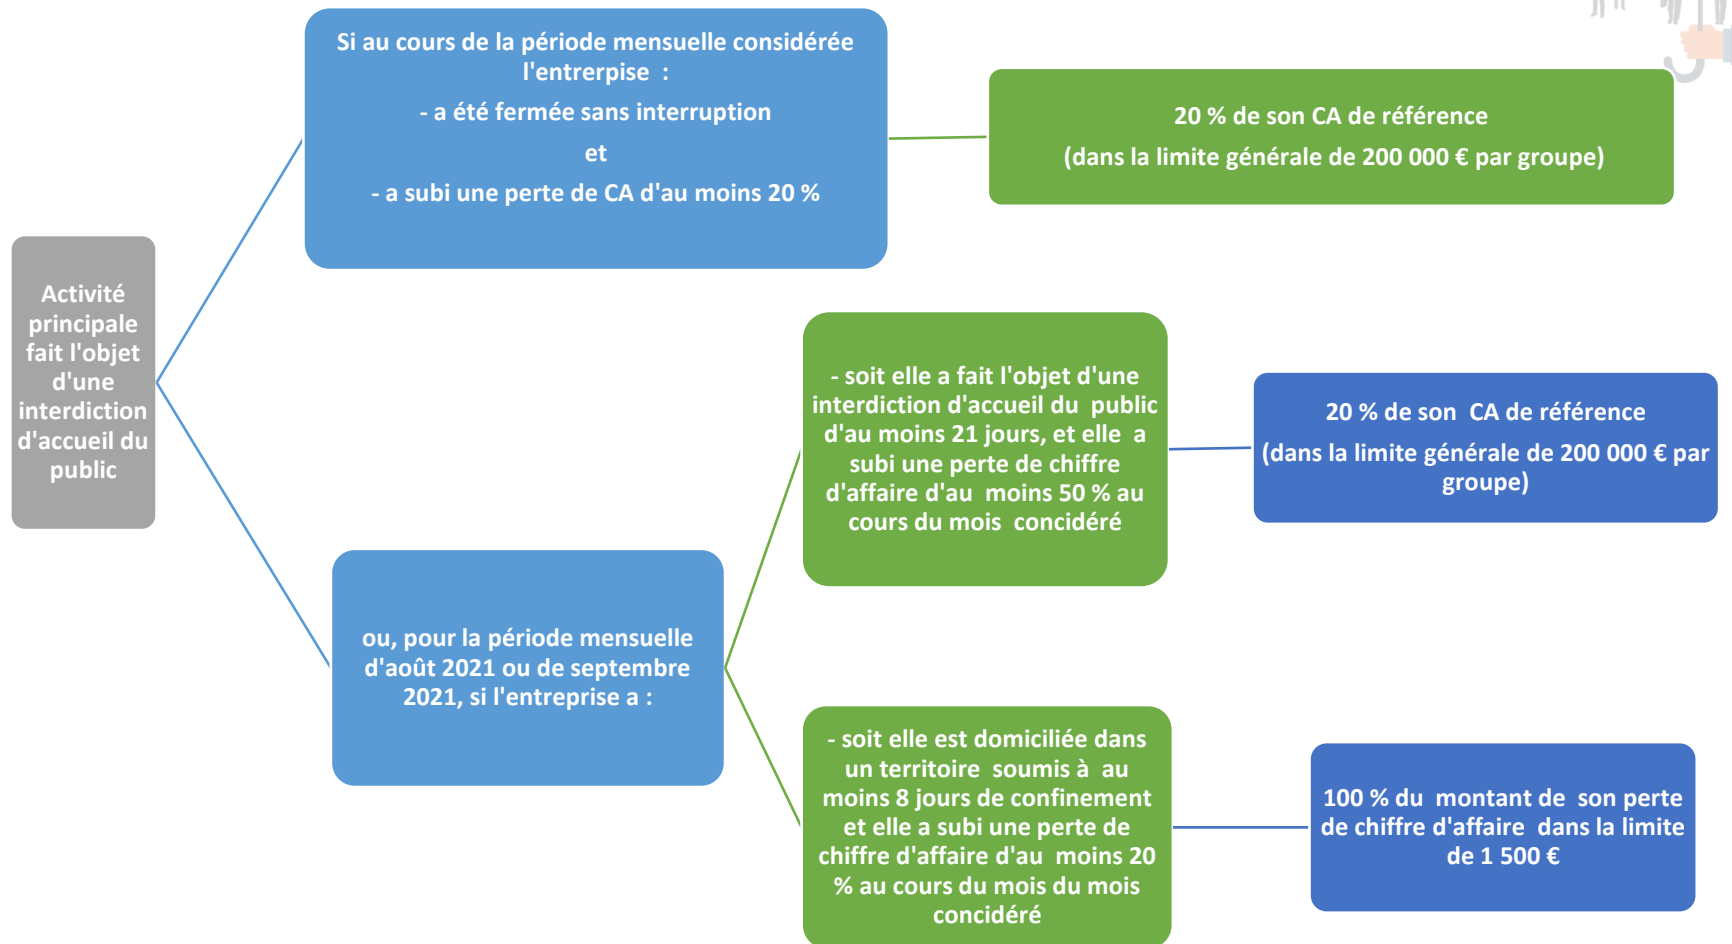 Si au cours de la période mensuelle considérée
l'entrerpise :
- a été fermée sans interruption
et
- a subi une perte de CA d'au moins 20 %
20 % de son CA de référence
(dans la limite générale de 200 000 € par groupe)
Activité
principale
fait l'objet
d'une
interdiction
d'accueil du
public
- soit elle a fait l'objet d'une
interdiction d'accueil du public
d'au moins 21 jours, et elle a
subi une perte de chiffre
d'affaire d'au moins 50 % au
cours du mois concidéré
20 % de son CA de référence
(dans la limite générale de 200 000 € par
groupe)
ou, pour la période mensuelle
d'août 2021 ou de septembre
2021, si l'entreprise a :
- soit elle est domiciliée dans
un territoire soumis à au
moins 8 jours de confinement
et elle a subi une perte de
chiffre d'affaire d'au moins 20
% au cours du mois du mois
concidéré
100 % du montant de son perte
de chiffre d'affaire dans la limite
de 1 500 €